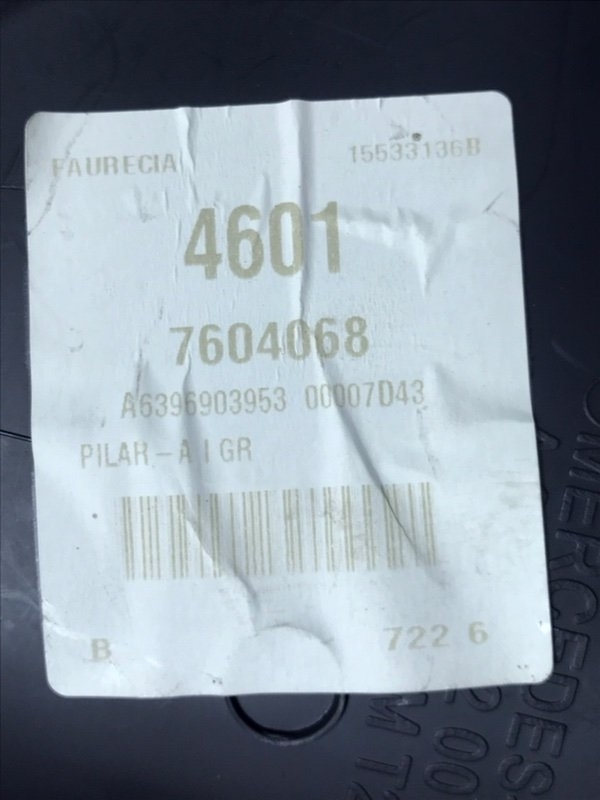 FAURECIA 15533136B
4601
7604068
A6396903953 00007D43
PILAR-A I GR
B 722 6
MERCEDES